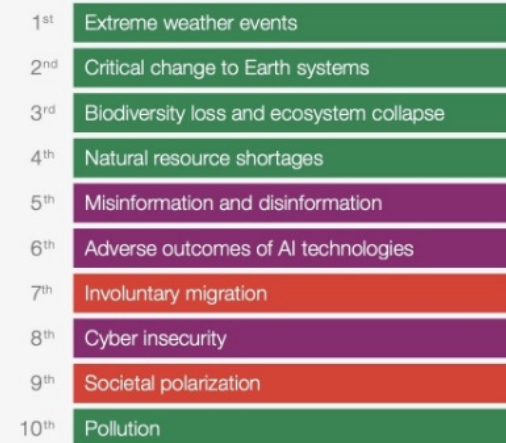 1st Extreme weather events
2nd Critical change to Earth systems
3rd Biodiversity loss and ecosystem collapse
4th Natural resource shortages
5th Misinformation and disinformation
6th Adverse outcomes of AI technologies
7th Involuntary migration
8th Cyber insecurity
9th Societal polarization
10th Pollution